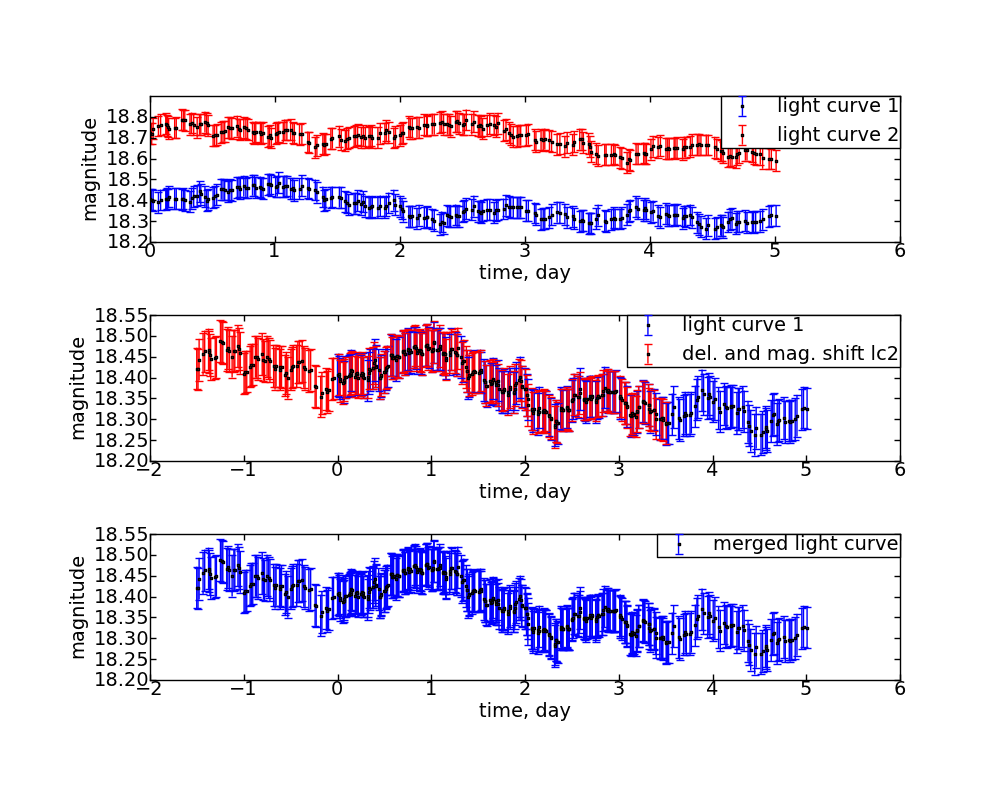 magnitude
18.8
18.7
18.6
18.5
18.4
18.3
18.2
light curve 1
light curve 2
0 1 2 3 4 5 6
time, day
magnitude
18.55
18.50
18.45
18.40
18.35
18.30
18.25
18.20
light curve 1
del. and mag. shift lc2
−2 −1 0 1 2 3 4 5 6
time, day
magnitude
18.55
18.50
18.45
18.40
18.35
18.30
18.25
18.20
merged light curve
−2 −1 0 1 2 3 4 5 6
time, day